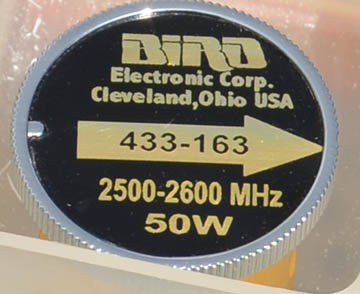 BIRD
Electronic Corp.
Cleveland,Ohio USA
433-163
2500-2600 MHz
50W